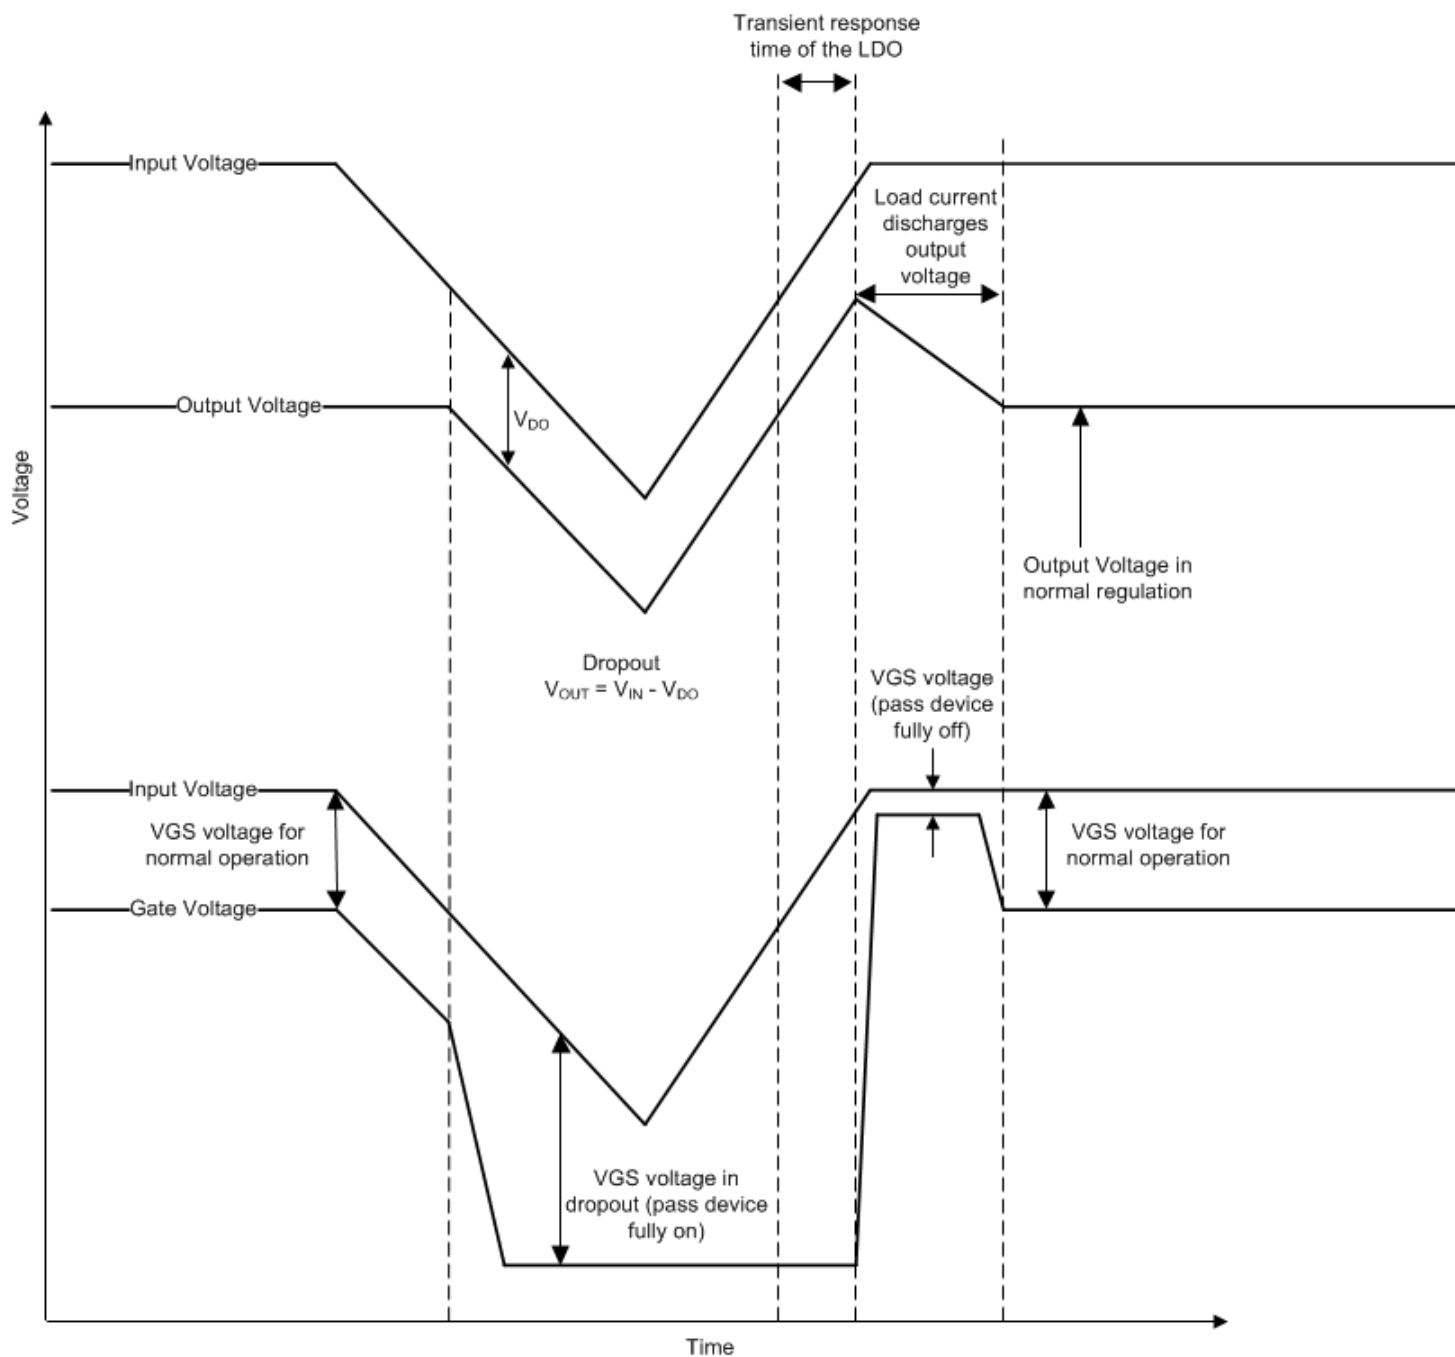 Transient response
time of the LDO
Input Voltage
Load current
discharges
output
voltage
Output Voltage
VDO
Voltage
Output Voltage in
normal regulation
Dropout
VOUT = VIN - VDO
VGS voltage
(pass device
fully off)
Input Voltage
VGS voltage for
normal operation
VGS voltage for
normal operation
Gate Voltage
VGS voltage in
dropout (pass device
fully on)
Time